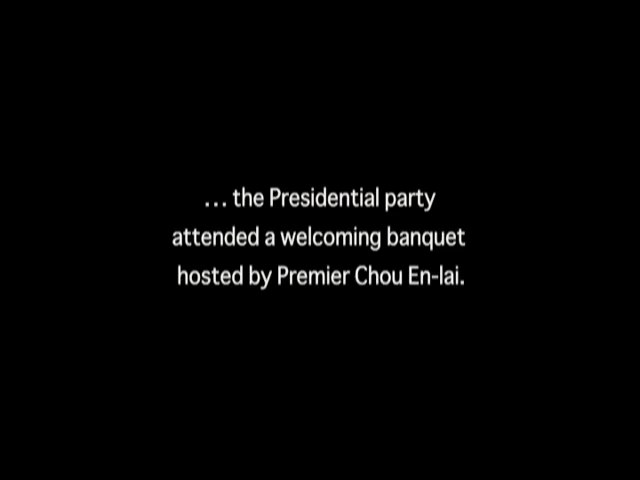 ... the Presidential party
attended a welcoming banquet
hosted by Premier Chou En-lai.